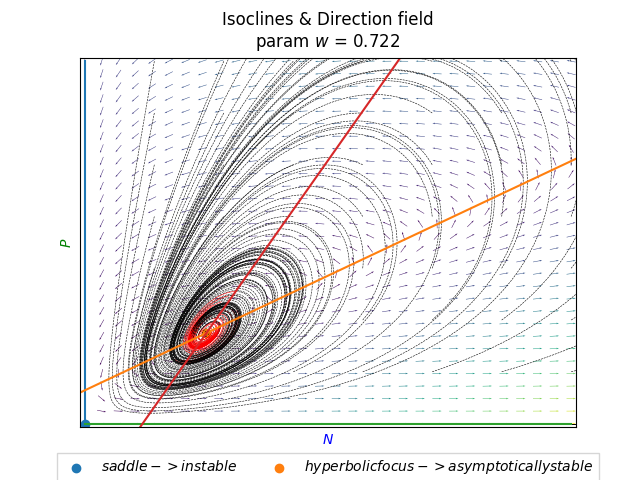 Isoclines & Direction field
param w = 0.722
P
N
saddle − > instable
hyperbolicfocus − > asymptoticallystable